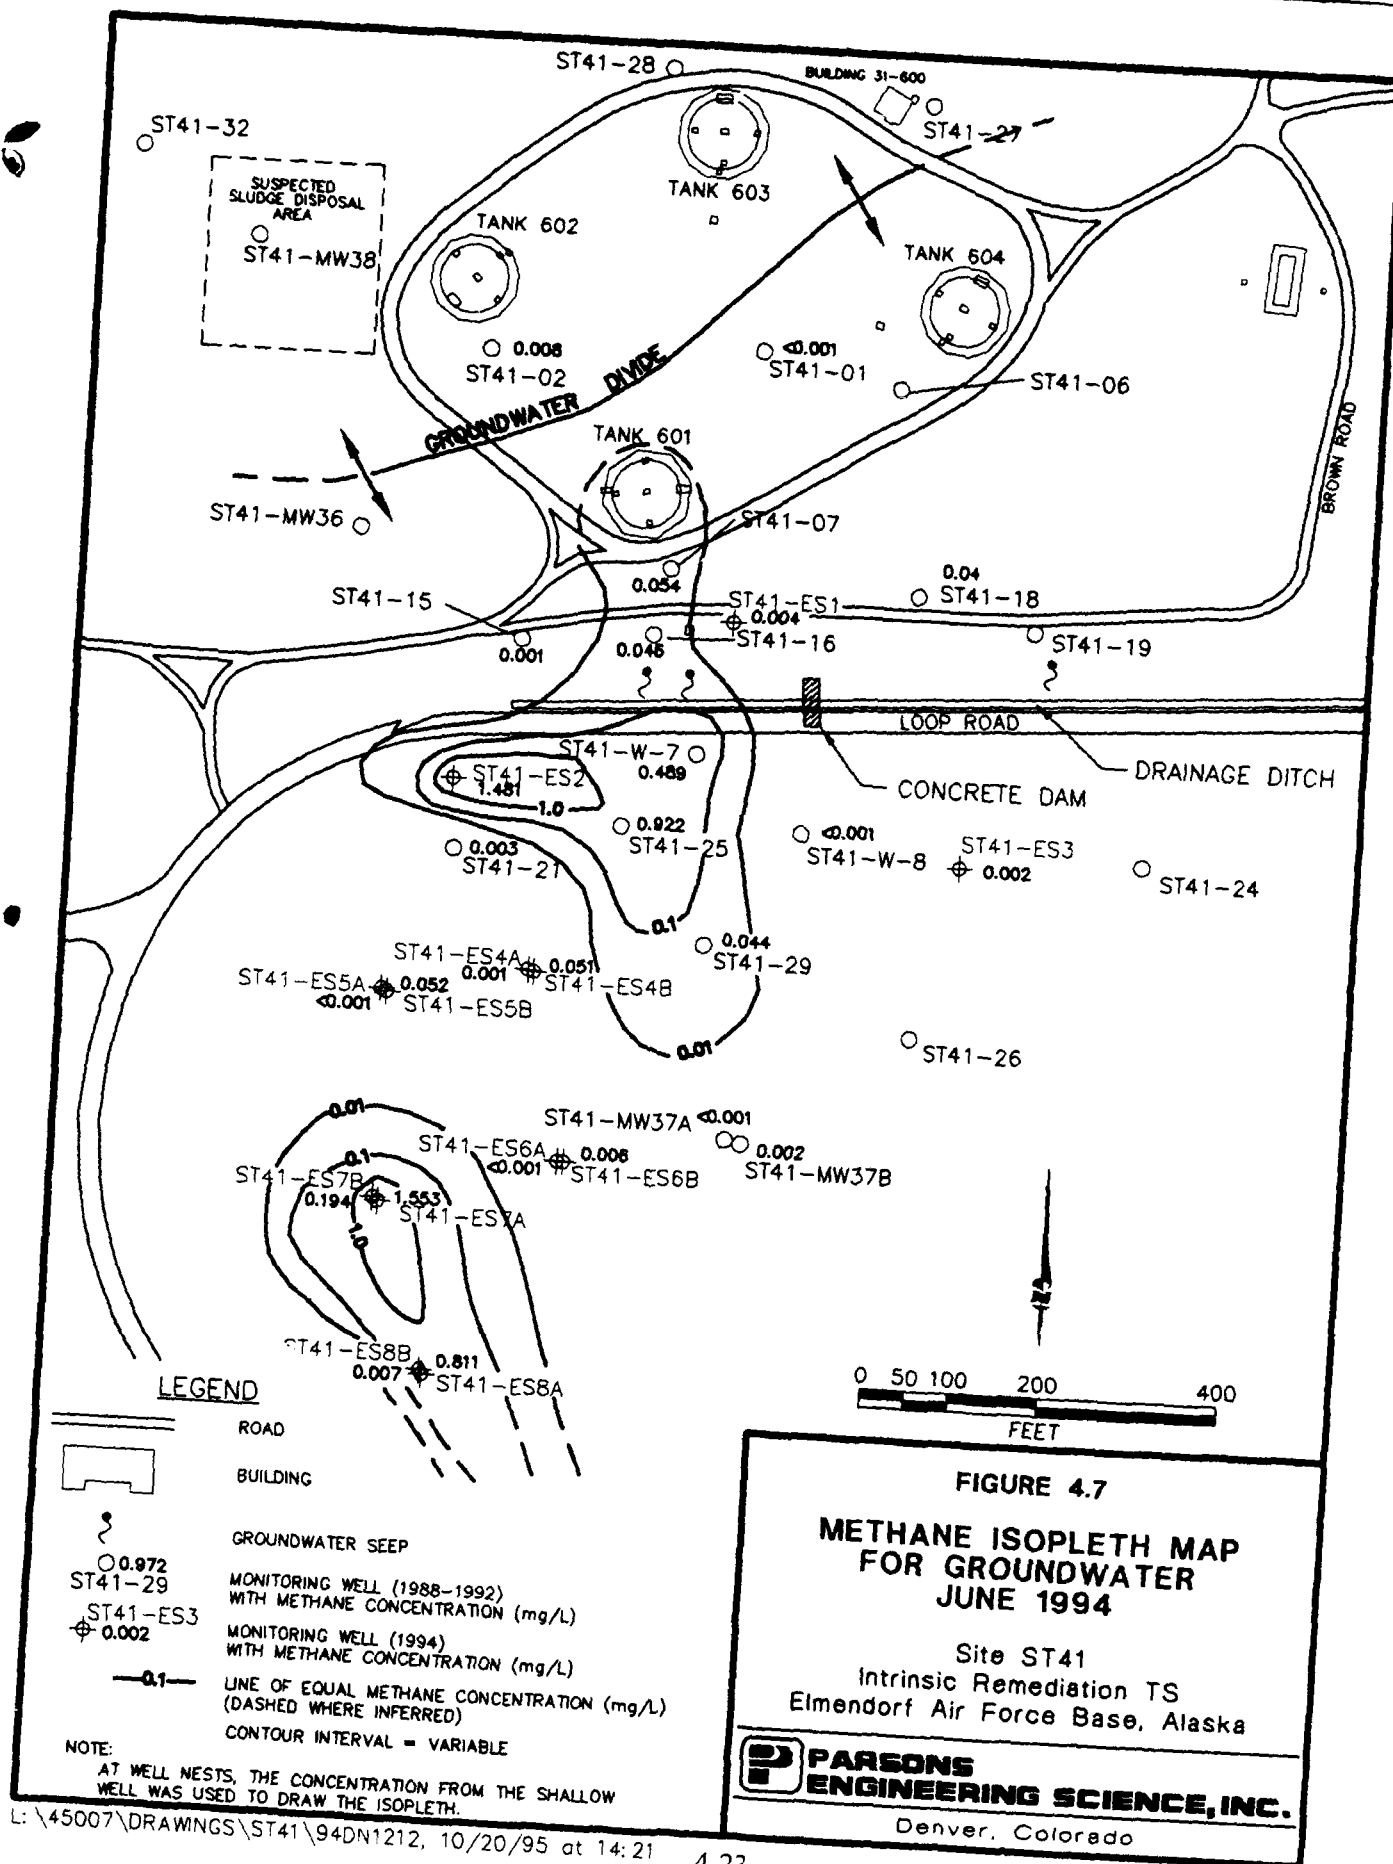 ST41-28
BUILDING 31-600
ST41-27
ST41-32
SUSPECTED
SLUDGE DISPOSAL
AREA
ST41-MW38
TANK 603
TANK 602
TANK 604
0.008
ST41-02
<0.001
ST41-01
ST41-06
GROUNDWATER DIVIDE
TANK 601
BROWN ROAD
ST41-MW36
ST41-07
0.054
0.04
ST41-18
ST41-15
ST41-ES1
0.004
ST41-16
ST41-19
0.001
0.046
LOOP ROAD
ST41-W-7
0.489
ST41-ES2
1.481
1.0
DRAINAGE DITCH
CONCRETE DAM
0.922
ST41-25
<0.001
ST41-W-8
ST41-ES3
0.002
ST41-24
0.003
ST41-21
0.1
0.044
ST41-29
ST41-ES4A
0.001
0.051
ST41-ES4B
ST41-ES5A
<0.001
0.052
ST41-ES5B
0.01
ST41-26
0.01
ST41-MW37A
<0.001
0.002
ST41-MW37B
ST41-ES6A
<0.001
0.006
ST41-ES6B
0.1
ST41-ES7B
0.194
1.553
ST41-ES7A
1.0
ST41-ES8B
0.007
0.811
ST41-ES8A
0 50 100 200 400
FEET
LEGEND
ROAD
BUILDING
GROUNDWATER SEEP
0.972
ST41-29
MONITORING WELL (1988-1992)
WITH METHANE CONCENTRATION (mg/L)
ST41-ES3
0.002
MONITORING WELL (1994)
WITH METHANE CONCENTRATION (mg/L)
0.1
LINE OF EQUAL METHANE CONCENTRATION (mg/L)
(DASHED WHERE INFERRED)
CONTOUR INTERVAL = VARIABLE
NOTE:
AT WELL NESTS, THE CONCENTRATION FROM THE SHALLOW
WELL WAS USED TO DRAW THE ISOPLETH.
FIGURE 4.7
METHANE ISOPLETH MAP
FOR GROUNDWATER
JUNE 1994
Site ST41
Intrinsic Remediation TS
Elmendorf Air Force Base, Alaska
PARSONS
ENGINEERING SCIENCE, INC.
Denver, Colorado
L:\45007\DRAWINGS\ST41\94DN1212, 10/20/95 at 14:21